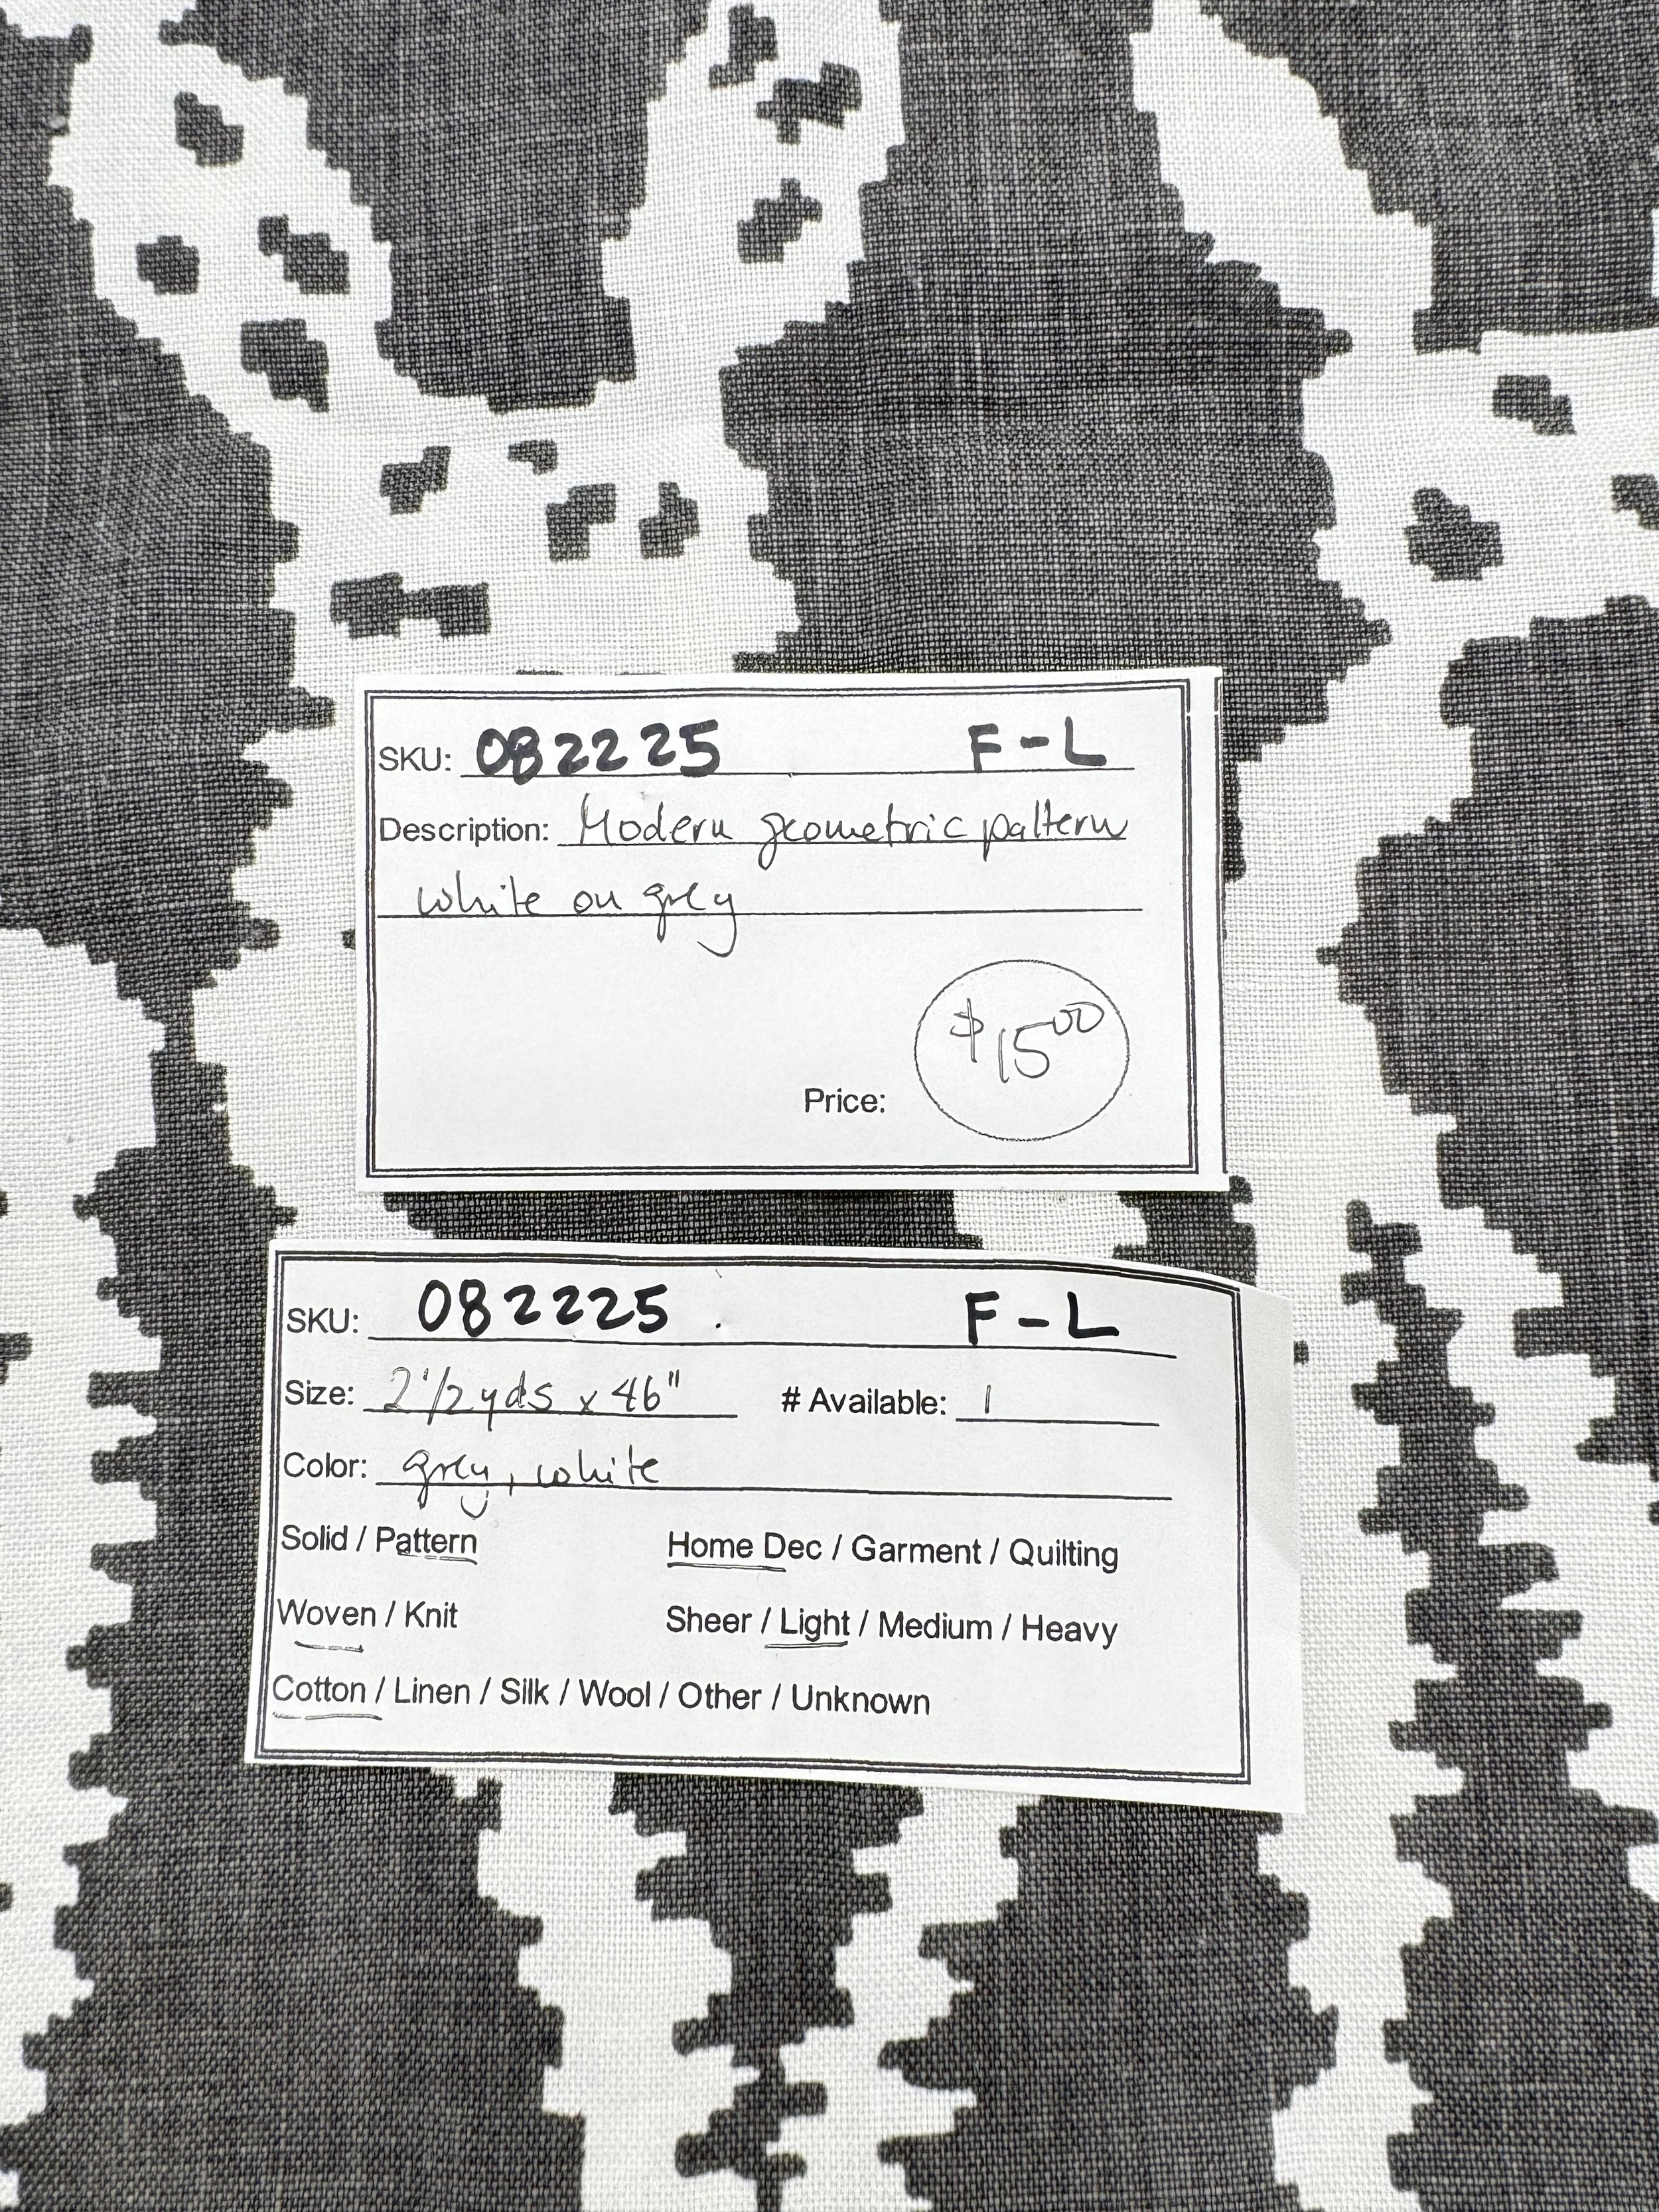 SKU: 082225 F-L
Description: Modern geometric pattern
white on grey
$15.00
Price:
SKU: 082225 F-L
Size: 2 1/2 yds x 46" # Available: 1
Color: grey, white
Solid / Pattern Home Dec / Garment / Quilting
Woven / Knit Sheer / Light / Medium / Heavy
Cotton / Linen / Silk / Wool / Other / Unknown